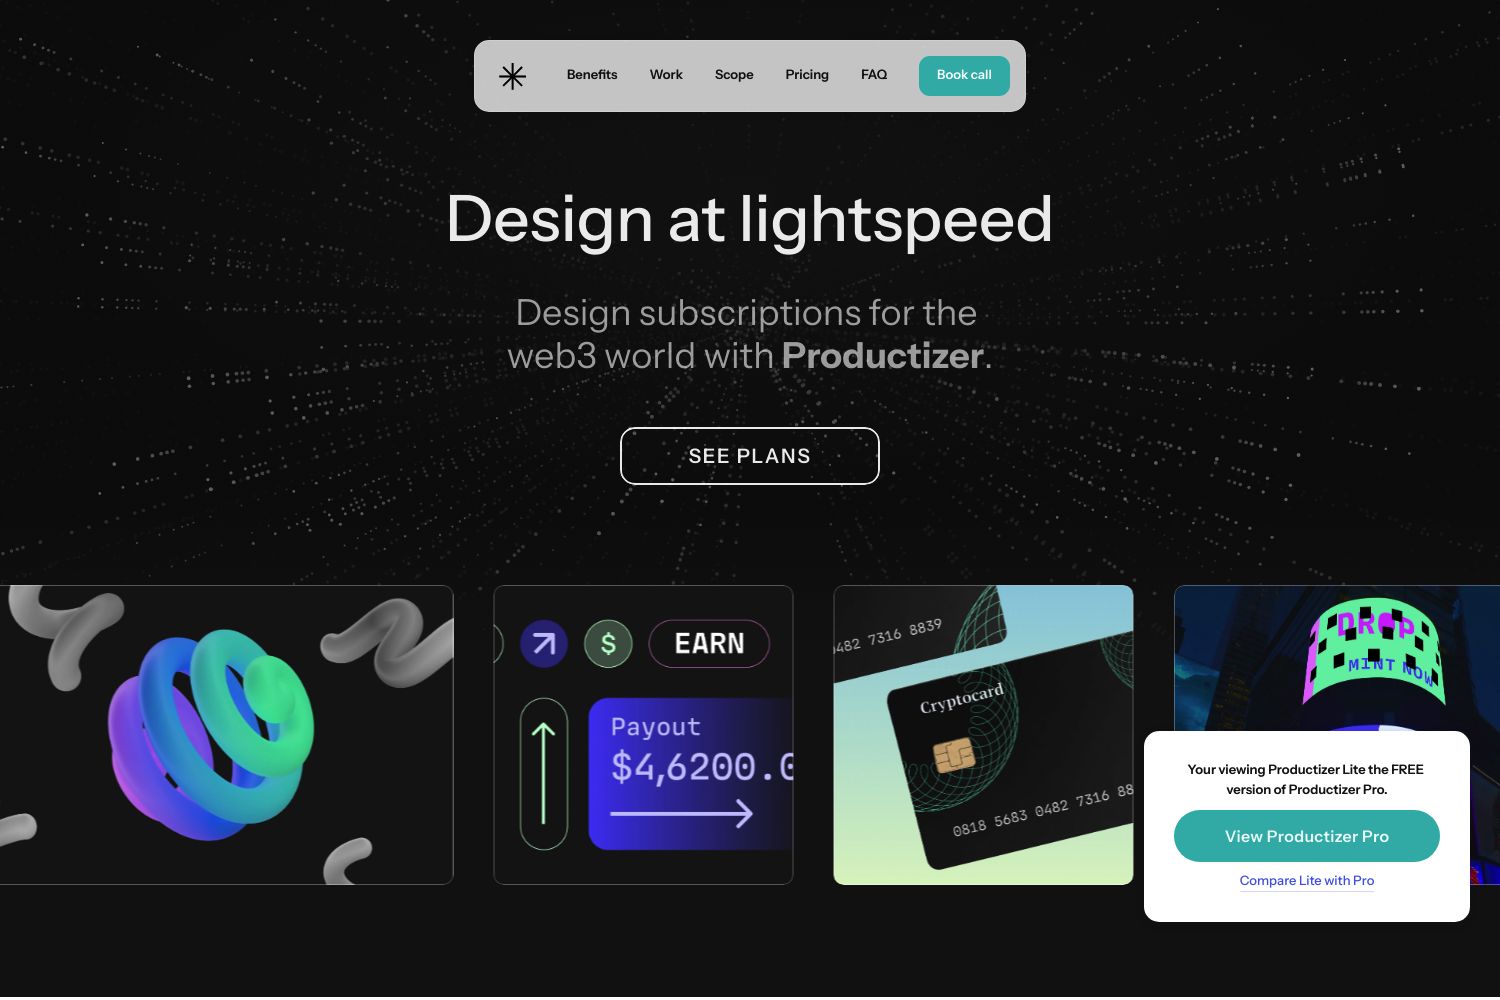 Benefits
Work
Scope
Pricing
FAQ
Book call
Design at lightspeed
Design subscriptions for the
web3 world with Productizer.
SEE PLANS
$
EARN
Payout
$4,6200.0
0482 7316 8839
Cryptocard
0818 5683 0482 7316 88
DROP
MINT NOW
Your viewing Productizer Lite the FREE
version of Productizer Pro.
View Productizer Pro
Compare Lite with Pro